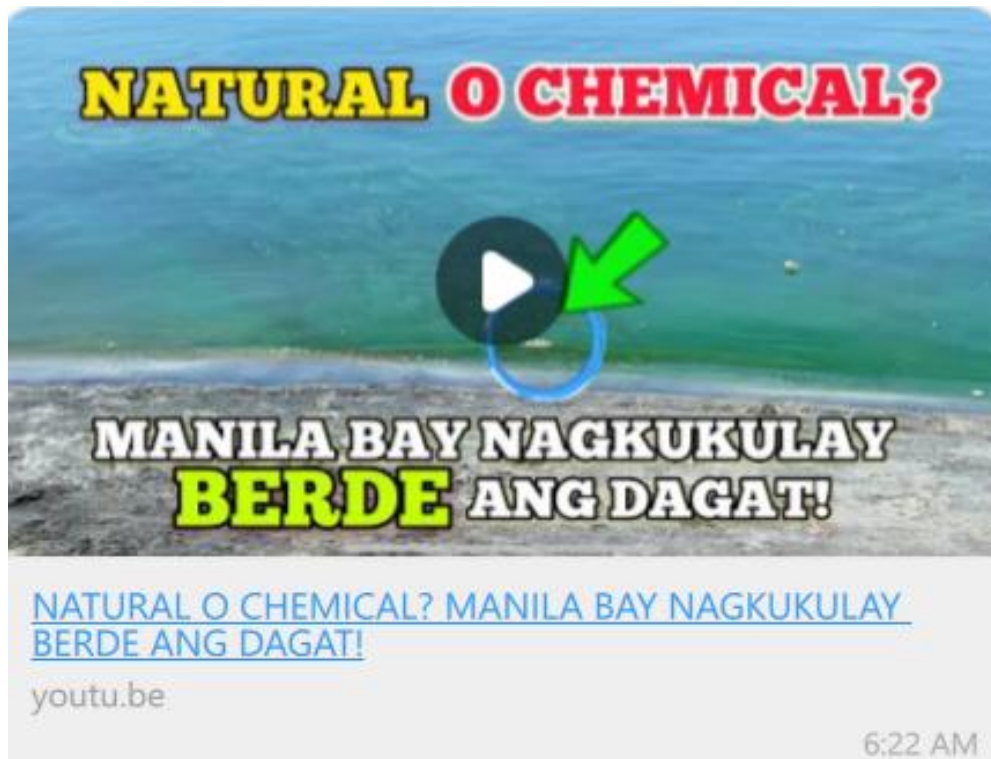 NATURAL O CHEMICAL?
MANILA BAY NAGKUKULAY
BERDE ANG DAGAT!
NATURAL O CHEMICAL? MANILA BAY NAGKUKULAY
BERDE ANG DAGAT!
youtu.be
6:22 AM